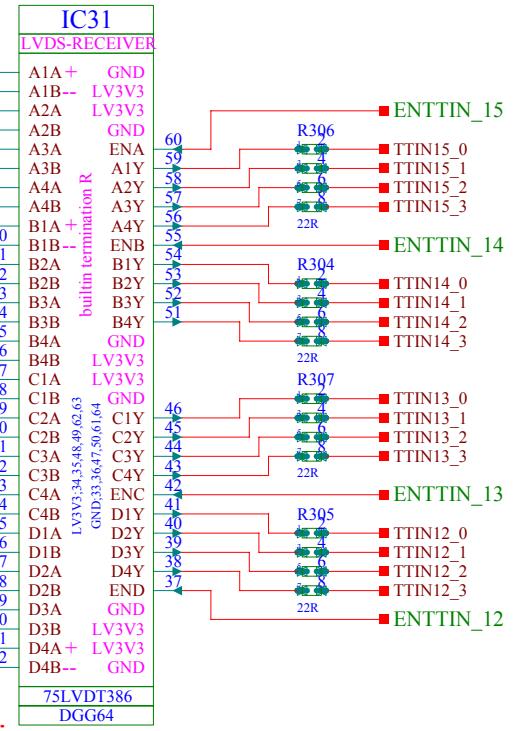 IC31
LVDS-RECEIVER
A1A + GND
A1B-- LV3V3
A2A LV3V3
A2B GND
A3A ENA 60
A3B A1Y 59
A4A A2Y 58
A4B A3Y 57
B1A + A4Y 56
B1B-- ENB 55
B2A B1Y 54
B2B B2Y 53
B3A B3Y 52
B3B B4Y 51
B4A GND
B4B LV3V3
C1A LV3V3
C1B GND
C2A C1Y 46
C2B C2Y 45
C3A C3Y 44
C3B C4Y 43
C4A ENC 42
C4B D1Y 41
D1A D2Y 40
D1B D3Y 39
D2A D4Y 38
D2B END 37
D3A GND
D3B LV3V3
D4A + LV3V3
D4B-- GND
builtin termination R
LV3V3;34,35,48,49,62,63
GND;33,36,47,50,61,64
75LVDT386
DGG64
ENTTIN_15
R306
TTIN15_0
TTIN15_1
TTIN15_2
TTIN15_3
22R
ENTTIN_14
R304
TTIN14_0
TTIN14_1
TTIN14_2
TTIN14_3
22R
R307
TTIN13_0
TTIN13_1
TTIN13_2
TTIN13_3
22R
ENTTIN_13
R305
TTIN12_0
TTIN12_1
TTIN12_2
TTIN12_3
22R
ENTTIN_12